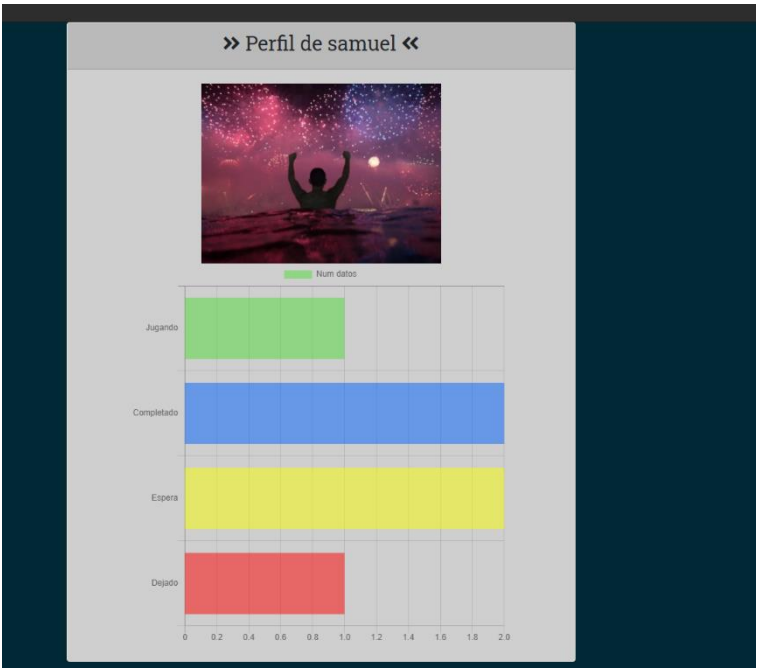 » Perfil de samuel «
Num datos
Jugando
Completado
Espera
Dejado
0 0.2 0.4 0.6 0.8 1.0 1.2 1.4 1.6 1.8 2.0